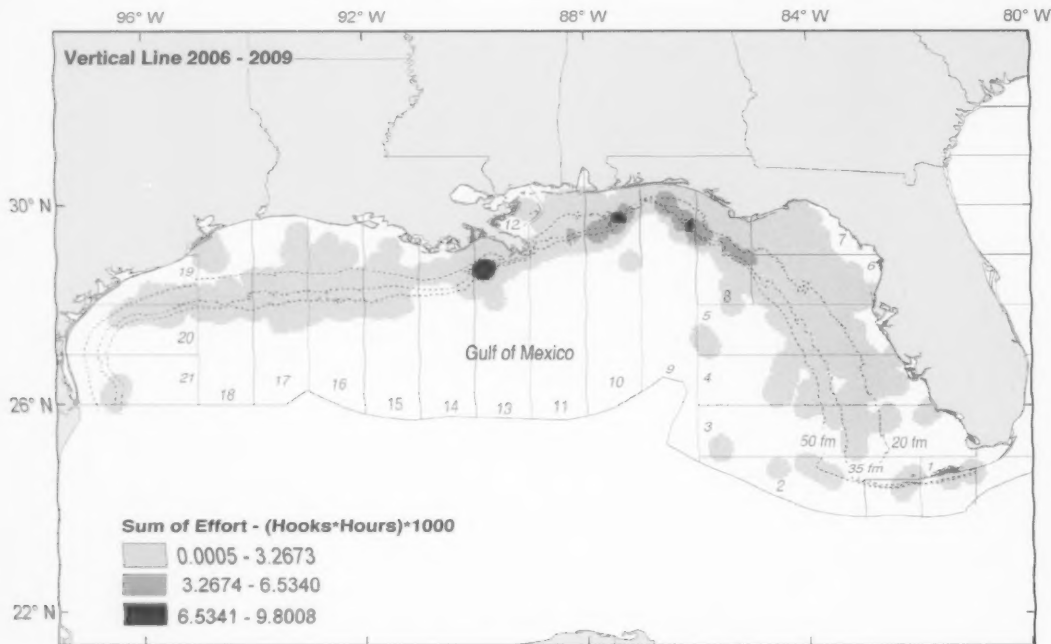 96° W 92° W 88° W 84° W 80° W
Vertical Line 2006 - 2009
30° N
12
7
19
6
8
20
5
Gulf of Mexico
21
18
17
16
15
14
13
11
10
9
4
26° N
3
50 fm
20 fm
35 fm
1
2
Sum of Effort - (Hooks*Hours)*1000
0.0005 - 3.2673
3.2674 - 6.5340
6.5341 - 9.8008
22° N